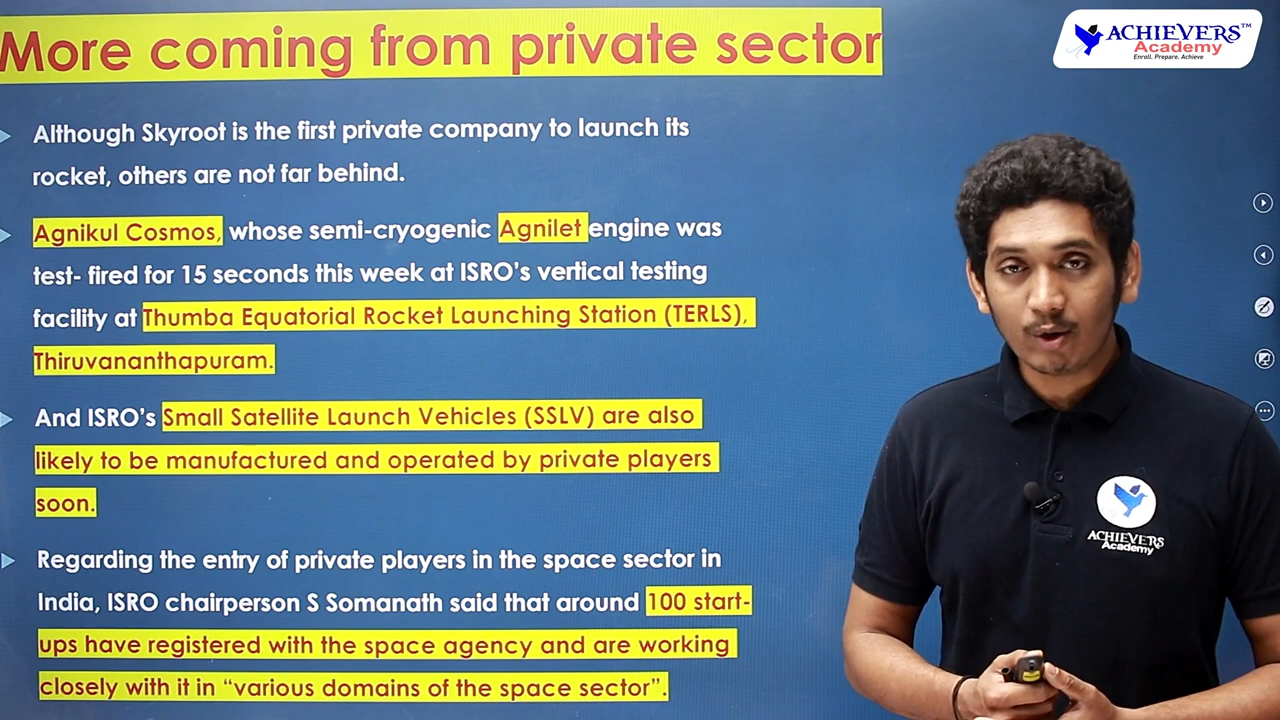 More coming from private sector
ACHIEVERS™
Academy
Enroll. Prepare. Achieve
Although Skyroot is the first private company to launch its
rocket, others are not far behind.
Agnikul Cosmos, whose semi-cryogenic Agnilet engine was
test- fired for 15 seconds this week at ISRO's vertical testing
facility at Thumba Equatorial Rocket Launching Station (TERLS),
Thiruvananthapuram.
And ISRO's Small Satellite Launch Vehicles (SSLV) are also
likely to be manufactured and operated by private players
soon.
Regarding the entry of private players in the space sector in
India, ISRO chairperson S Somanath said that around 100 start-
ups have registered with the space agency and are working
closely with it in "various domains of the space sector".
ACHIEVERS
Academy